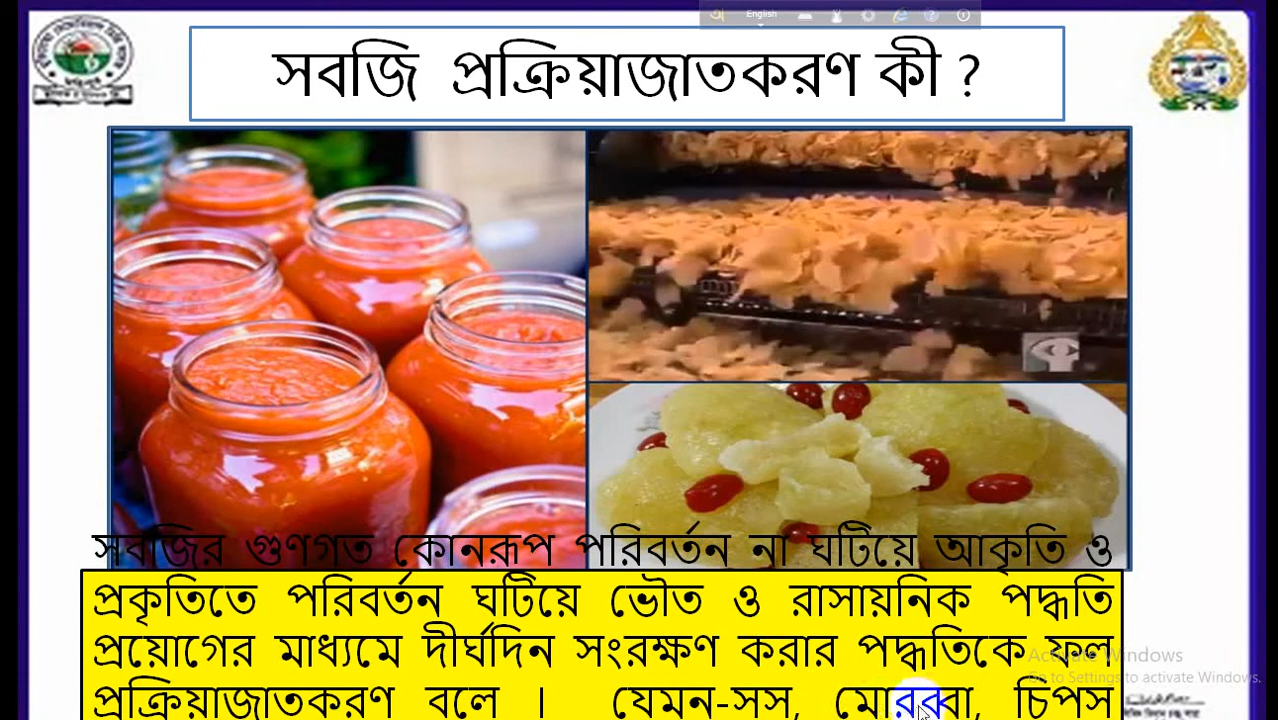 English
সবজি প্রক্রিয়াজাতকরণ কী ?
সবজির গুণগত কোনরূপ পরিবর্তন না ঘটিয়ে আকৃতি ও
প্রকৃতিতে পরিবর্তন ঘটিয়ে ভৌত ও রাসায়নিক পদ্ধতি
প্রয়োগের মাধ্যমে দীর্ঘদিন সংরক্ষণ করার পদ্ধতিকে ফল
প্রক্রিয়াজাতকরণ বলে । যেমন-সস, মোরব্বা, চিপস
Activate Windows
Go to Settings to activate Windows.